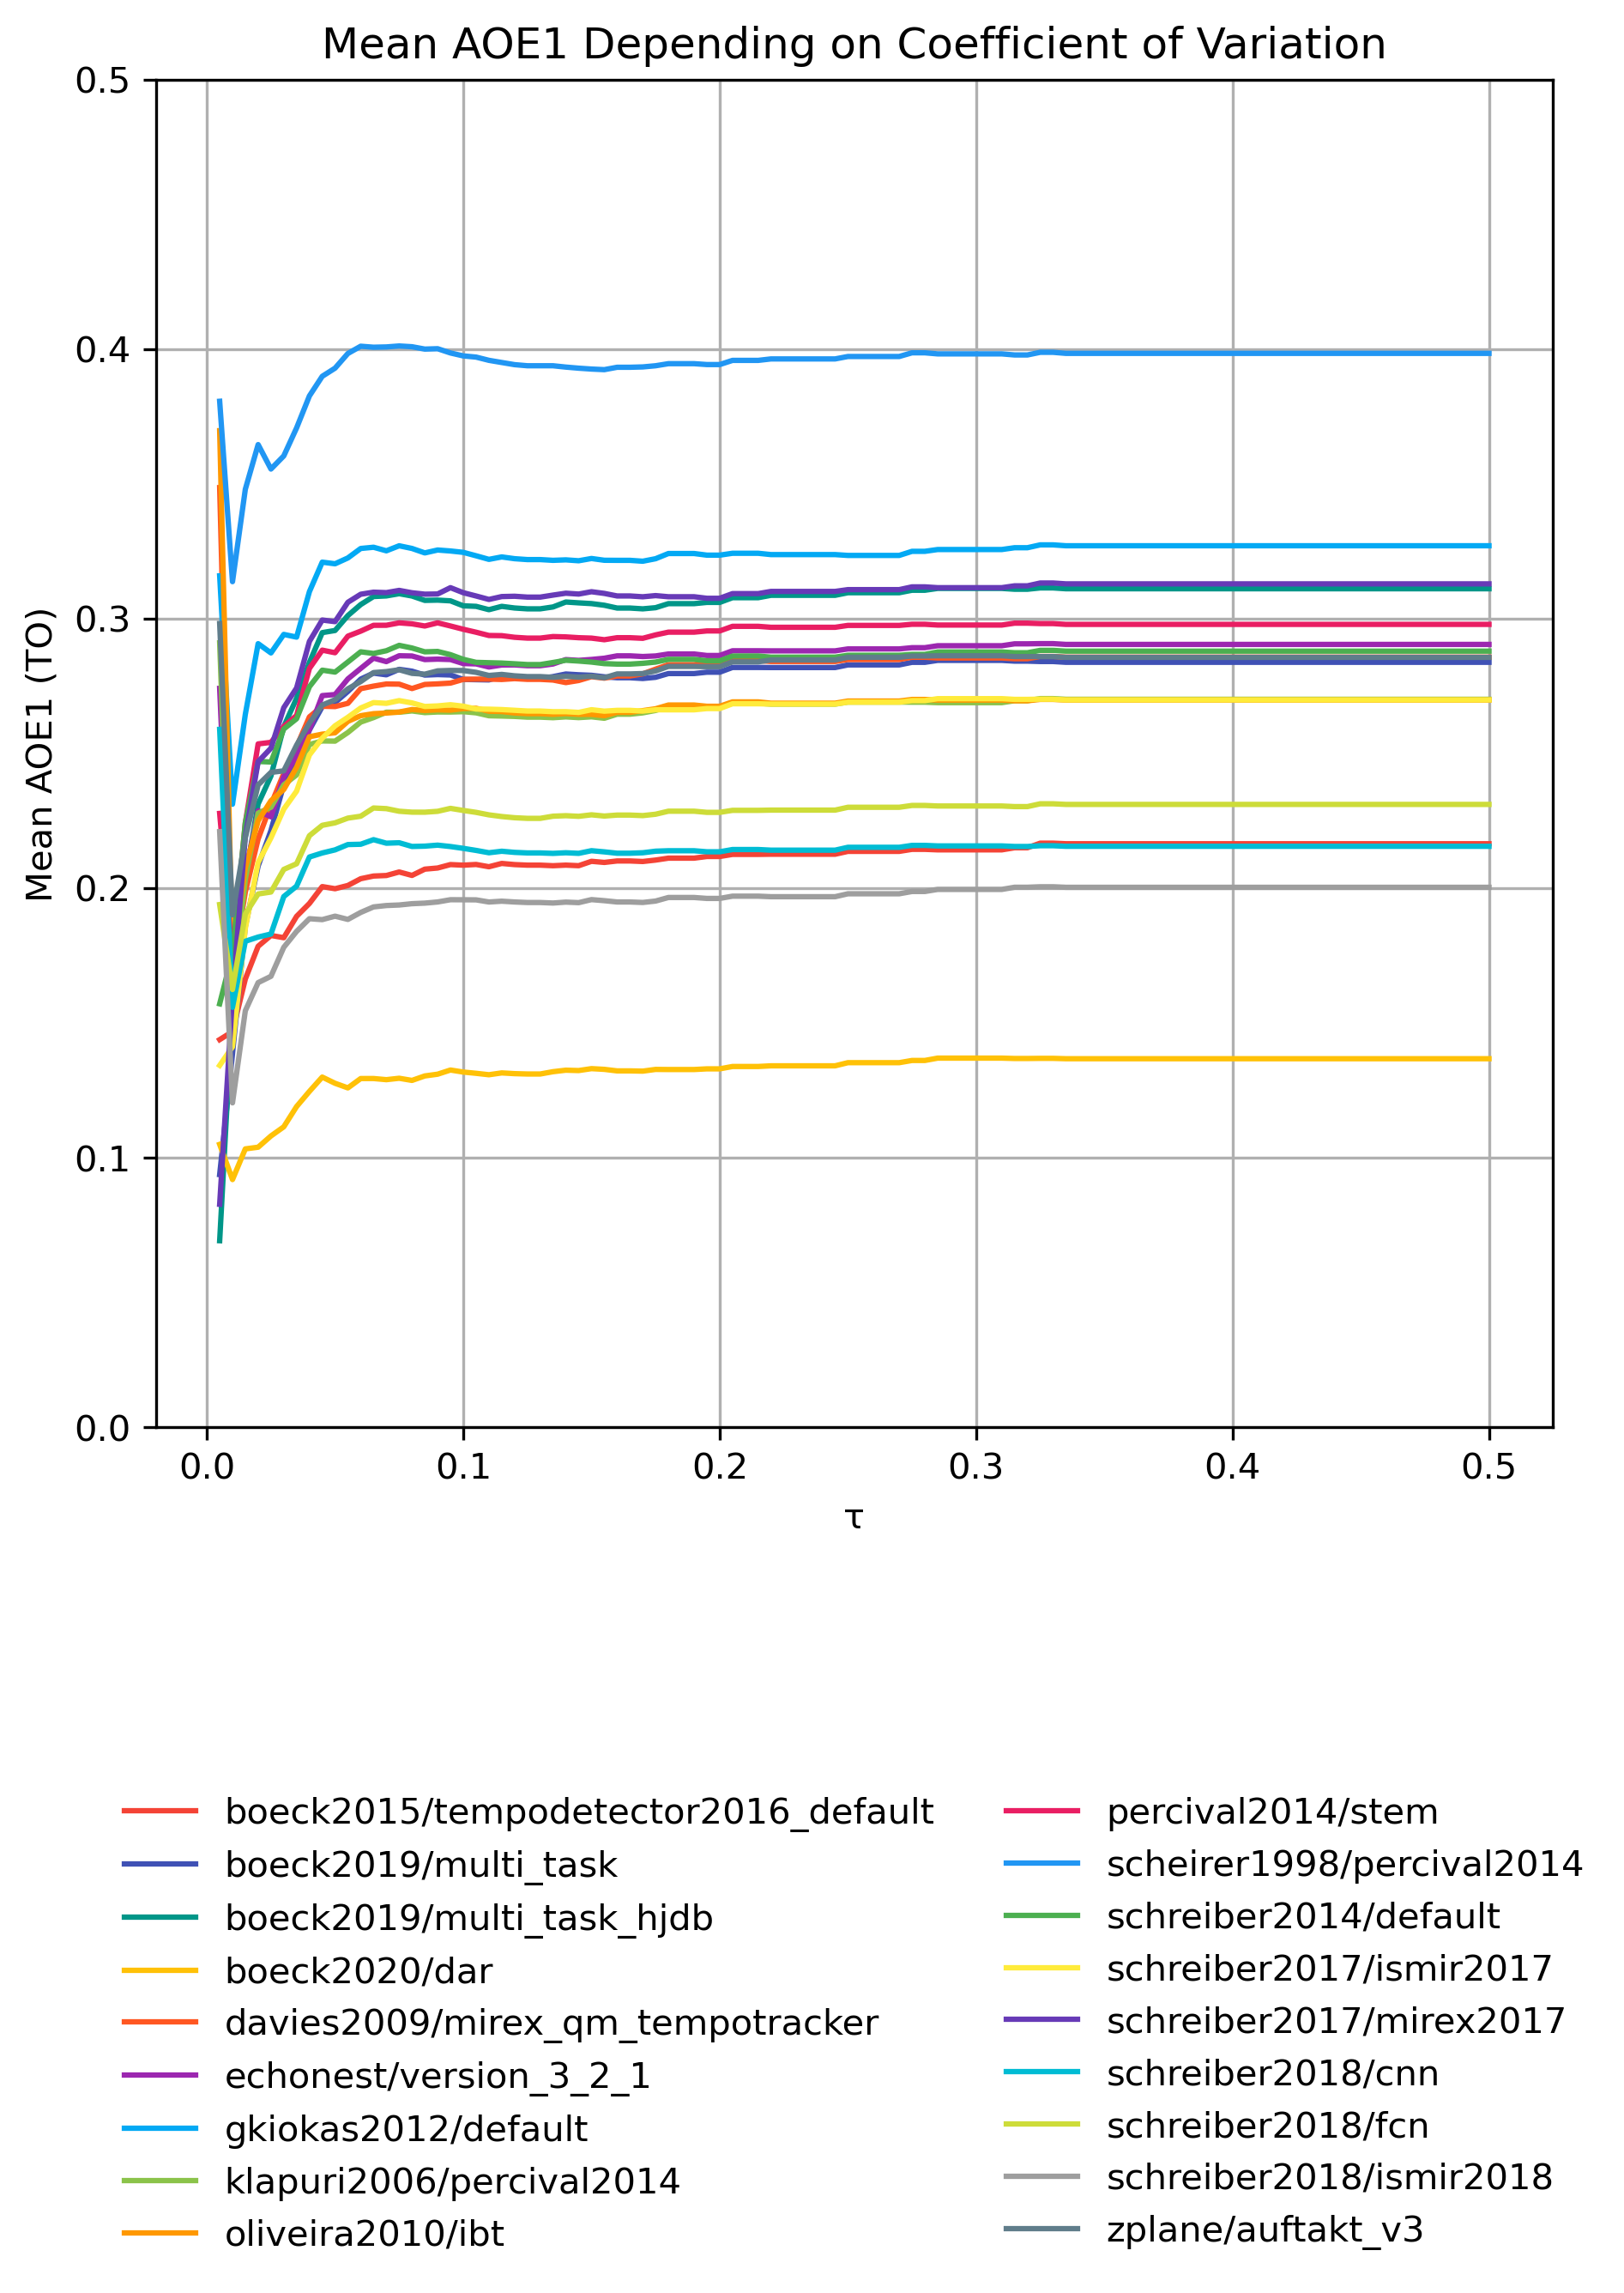 Mean AOE1 Depending on Coefficient of Variation
0.5
0.4
0.3
0.2
0.1
0.0
Mean AOE1 (TO)
0.0 0.1 0.2 0.3 0.4 0.5
τ
boeck2015/tempodetector2016_default
boeck2019/multi_task
boeck2019/multi_task_hjdb
boeck2020/dar
davies2009/mirex_qm_tempotracker
echonest/version_3_2_1
gkiokas2012/default
klapuri2006/percival2014
oliveira2010/ibt
percival2014/stem
scheirer1998/percival2014
schreiber2014/default
schreiber2017/ismir2017
schreiber2017/mirex2017
schreiber2018/cnn
schreiber2018/fcn
schreiber2018/ismir2018
zplane/auftakt_v3